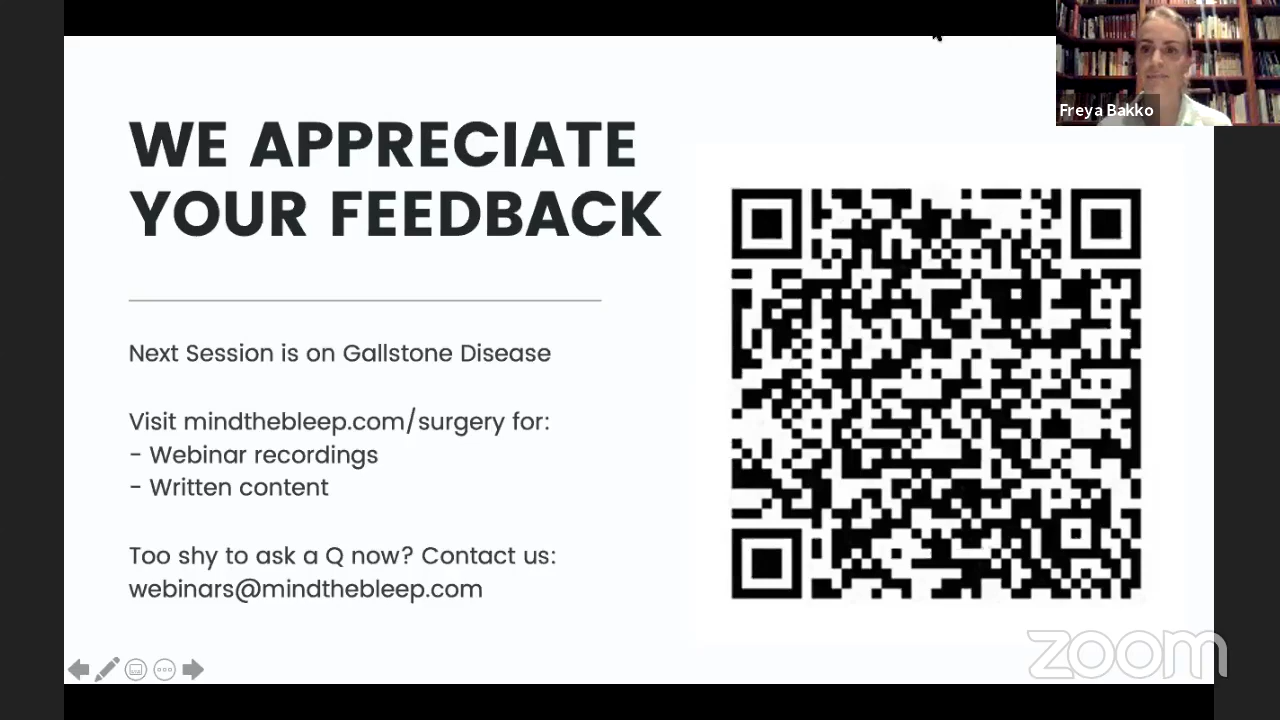 Freya Bakko
WE APPRECIATE
YOUR FEEDBACK
Next Session is on Gallstone Disease
Visit mindthebleep.com/surgery for:
- Webinar recordings
- Written content
Too shy to ask a Q now? Contact us:
webinars@mindthebleep.com
zoom